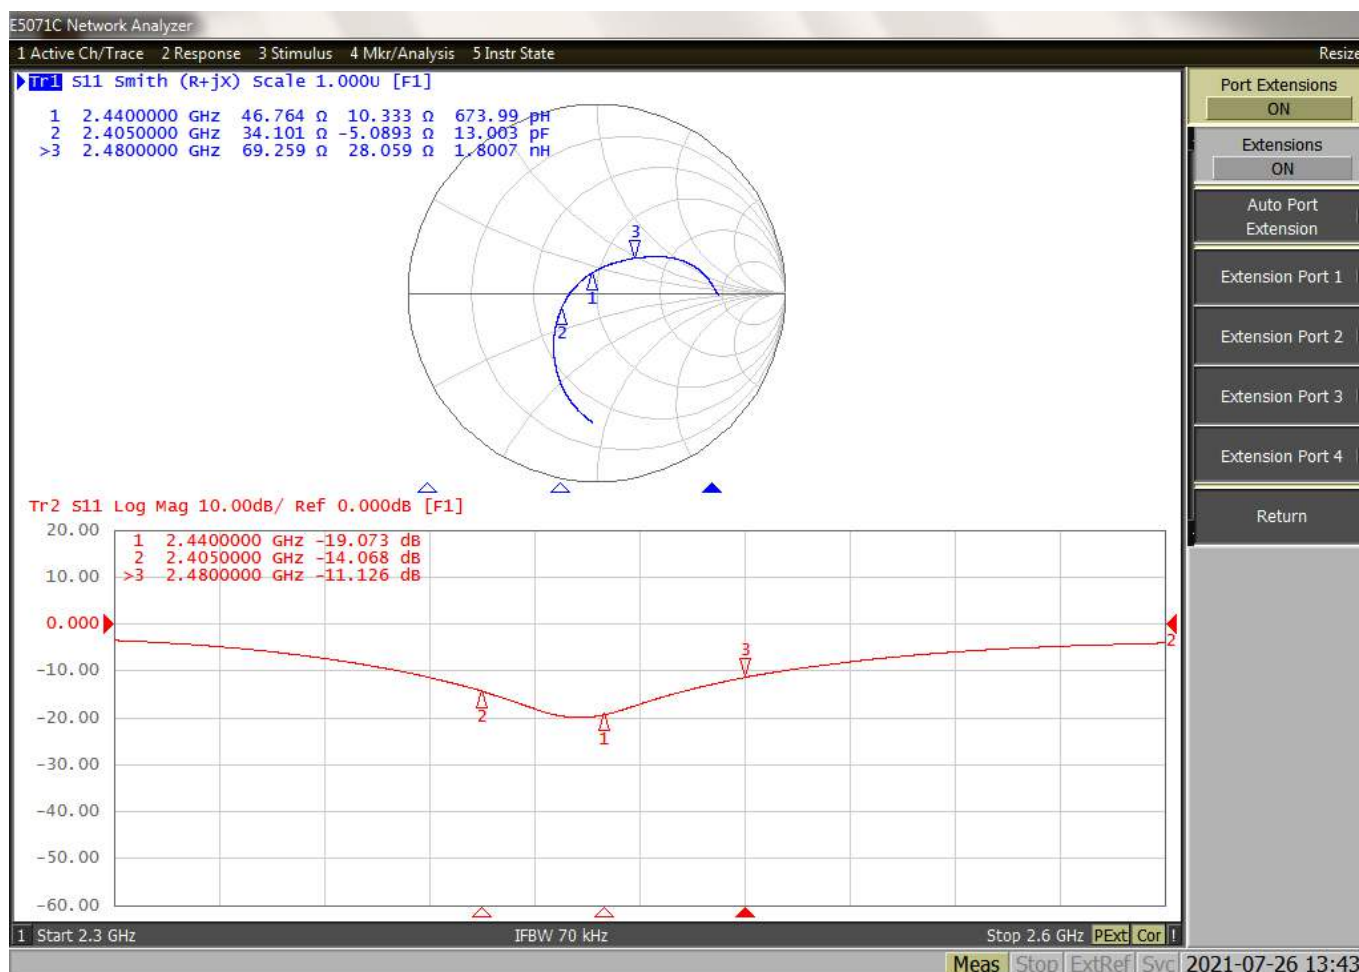 E5071C Network Analyzer
1 Active Ch/Trace 2 Response 3 Stimulus 4 Mkr/Analysis 5 Instr State
Resize
Tr1 S11 Smith (R+jX) Scale 1.000U [F1]
1 2.4400000 GHz 46.764 Ω 10.333 Ω 673.99 pH
2 2.4050000 GHz 34.101 Ω -5.0893 Ω 13.003 pF
>3 2.4800000 GHz 69.259 Ω 28.059 Ω 1.8007 nH
3
1
2
Tr2 S11 Log Mag 10.00dB/ Ref 0.000dB [F1]
20.00
1 2.4400000 GHz -19.073 dB
2 2.4050000 GHz -14.068 dB
10.00
>3 2.4800000 GHz -11.126 dB
0.000
2
3
-10.00
2
-20.00
1
-30.00
-40.00
-50.00
-60.00
1 Start 2.3 GHz
IFBW 70 kHz
Stop 2.6 GHz PExt Cor !
Port Extensions
ON
Extensions
ON
Auto Port
Extension
Extension Port 1
Extension Port 2
Extension Port 3
Extension Port 4
Return
Meas Stop ExtRef Svc 2021-07-26 13:43